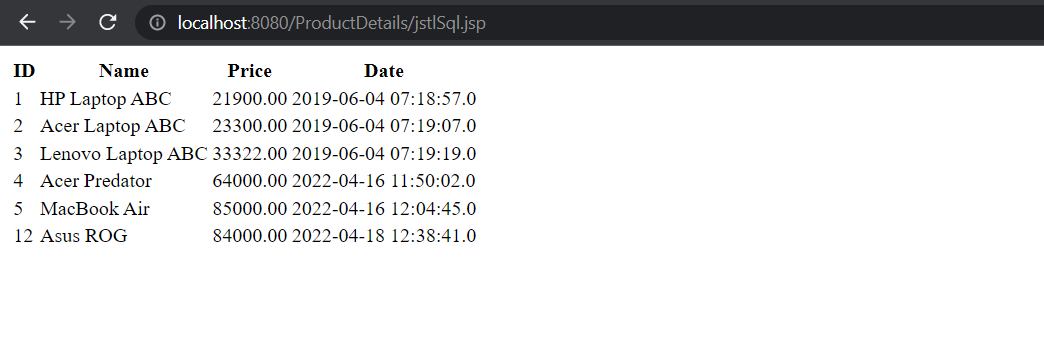 localhost:8080/ProductDetails/jstlSql.jsp
ID Name Price Date
1 HP Laptop ABC 21900.00 2019-06-04 07:18:57.0
2 Acer Laptop ABC 23300.00 2019-06-04 07:19:07.0
3 Lenovo Laptop ABC 33322.00 2019-06-04 07:19:19.0
4 Acer Predator 64000.00 2022-04-16 11:50:02.0
5 MacBook Air 85000.00 2022-04-16 12:04:45.0
12 Asus ROG 84000.00 2022-04-18 12:38:41.0